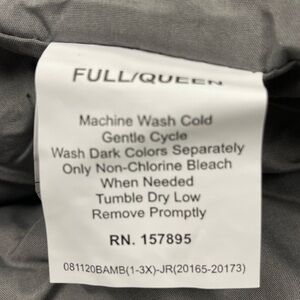 FULL/QUEEN
Machine Wash Cold
Gentle Cycle
Wash Dark Colors Separately
Only Non-Chlorine Bleach
When Needed
Tumble Dry Low
Remove Promptly
RN. 157895
081120BAMB(1-3X)-JR(20165-20173)